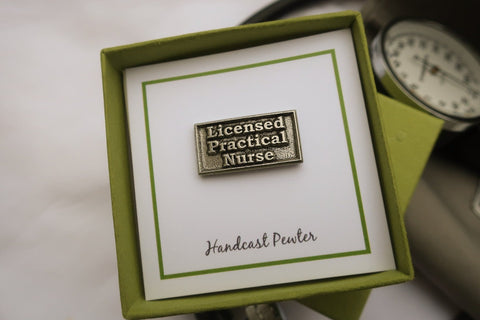 Licensed
Practical
Nurse
Handcast Pewter